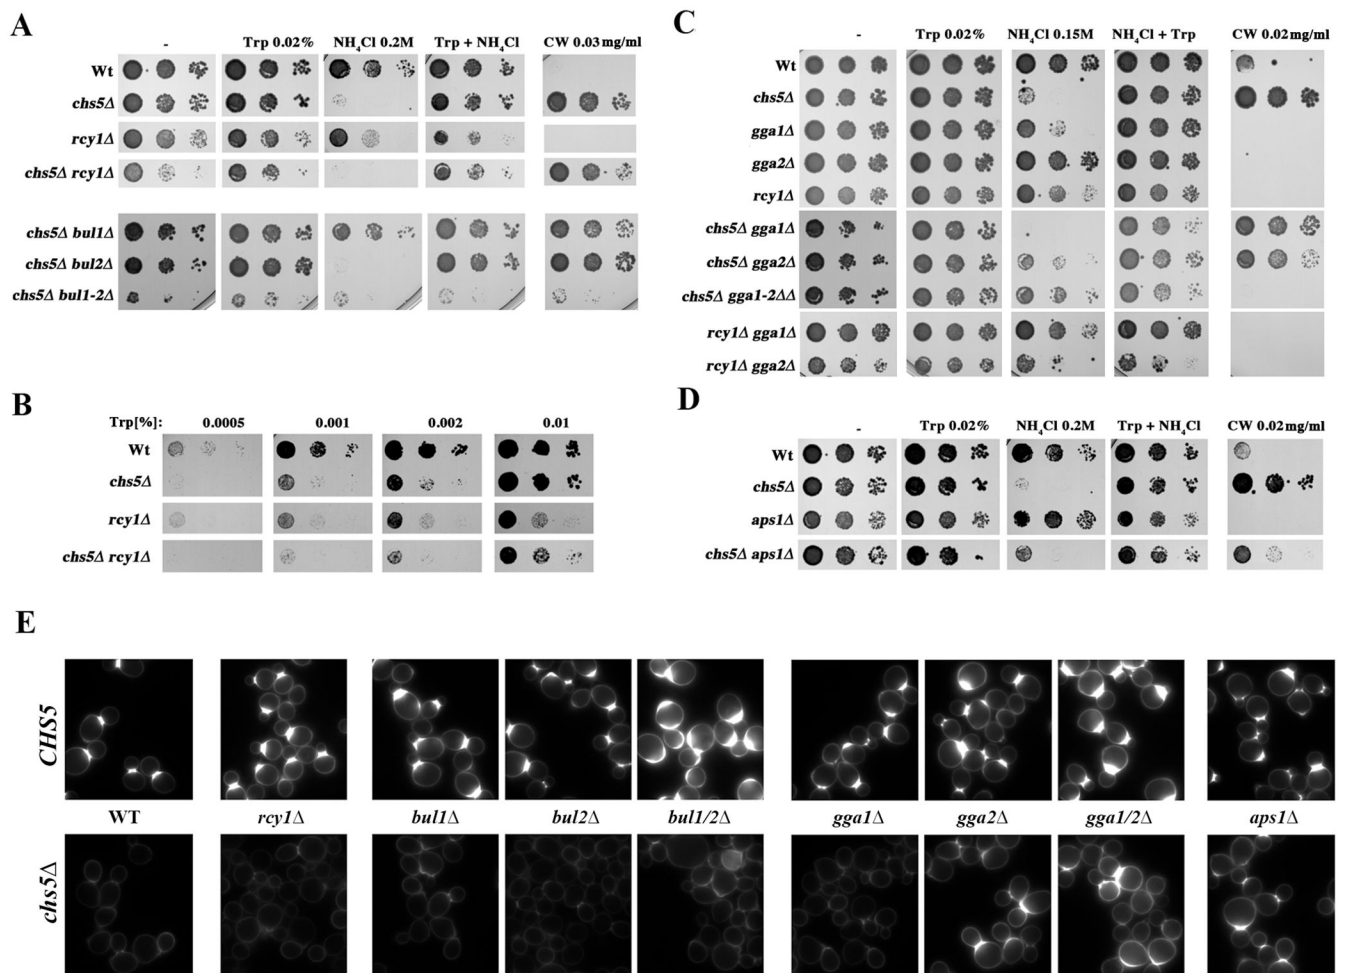 A
- Trp 0.02% NH4Cl 0.2M Trp + NH4Cl CW 0.03 mg/ml
Wt
chs5Δ
rcy1Δ
chs5Δ rcy1Δ
chs5Δ bul1Δ
chs5Δ bul2Δ
chs5Δ bul1-2Δ
B
Trp[%]: 0.0005 0.001 0.002 0.01
Wt
chs5Δ
rcy1Δ
chs5Δ rcy1Δ
C
- Trp 0.02% NH4Cl 0.15M NH4Cl + Trp CW 0.02 mg/ml
Wt
chs5Δ
gga1Δ
gga2Δ
rcy1Δ
chs5Δ gga1Δ
chs5Δ gga2Δ
chs5Δ gga1-2ΔΔ
rcy1Δ gga1Δ
rcy1Δ gga2Δ
D
- Trp 0.02% NH4Cl 0.2M Trp + NH4Cl CW 0.02 mg/ml
Wt
chs5Δ
aps1Δ
chs5Δ aps1Δ
E
CHS5
WT rcy1Δ bul1Δ bul2Δ bul1/2Δ gga1Δ gga2Δ gga1/2Δ aps1Δ
chs5Δ